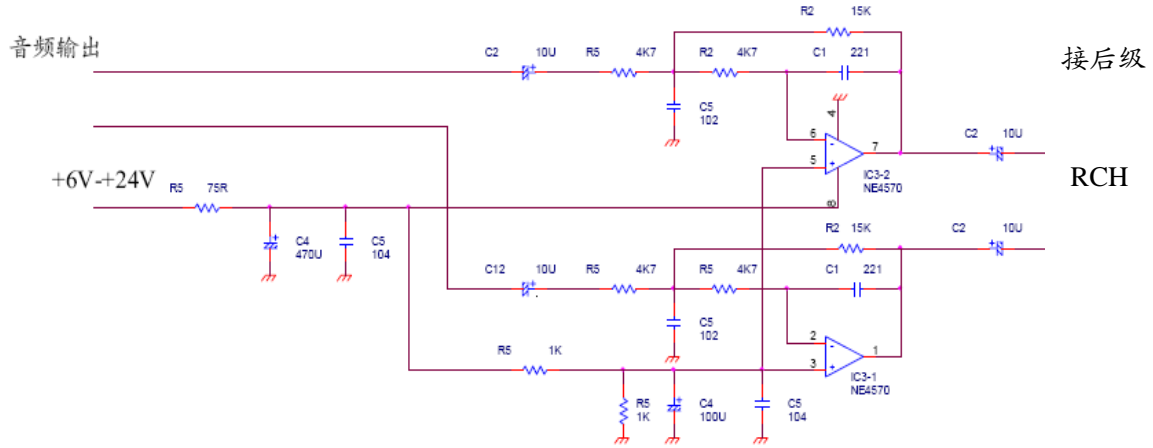 音频输出
R2 15K
C2 10U R5 4K7 R2 4K7 C1 221
接后级
C5
102
4
6
5
7
8
IC3-2
NE4570
C2 10U
RCH
+6V-+24V
R5 75R
C4
470U
C5
104
R2 15K
C2 10U
C12 10U R5 4K7 R5 4K7 C1 221
C5
102
2
3
1
IC3-1
NE4570
R5 1K
R5
1K
C4
100U
C5
104